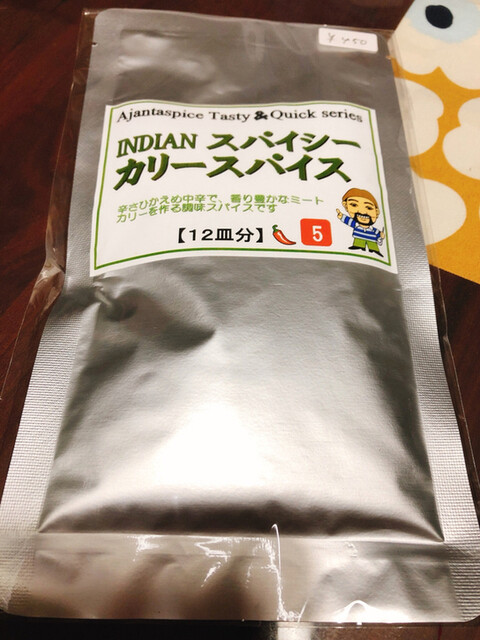 Ajantaspice Tasty & Quick series
INDIAN スパイシー
カリースパイス
辛さひかえめ中辛で、香り豊かなミート
カリーを作る調味スパイスです
【12皿分】 5